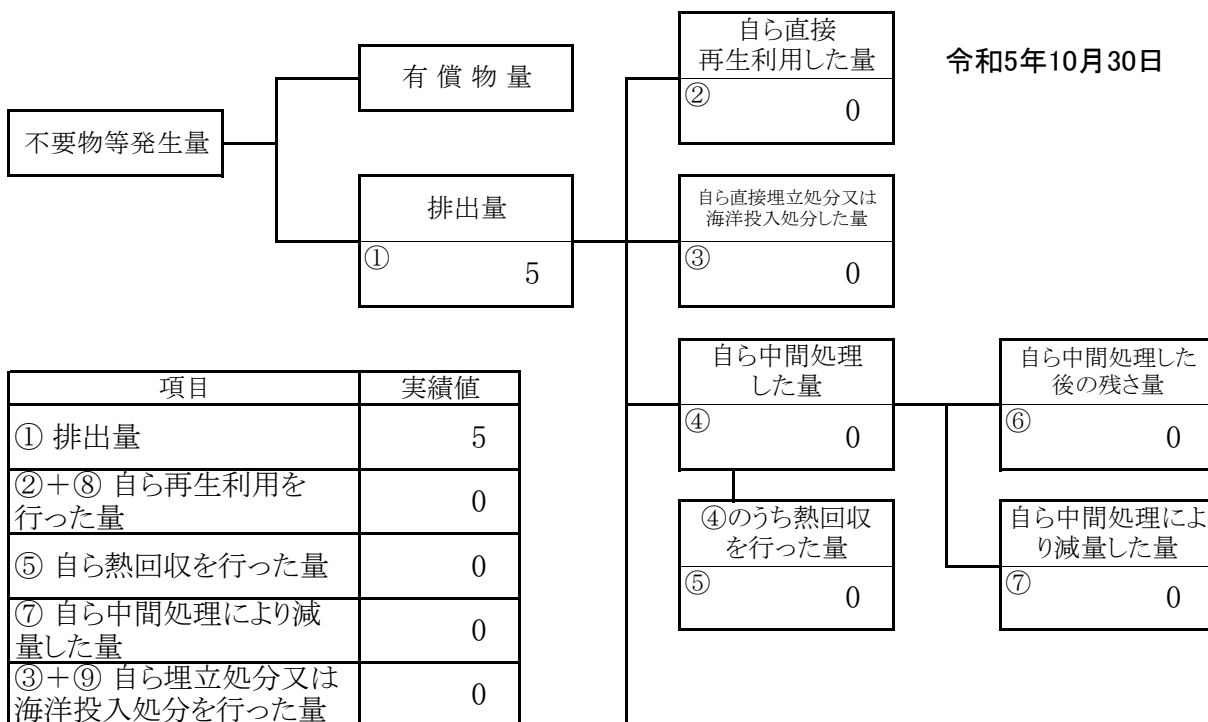 自ら直接
再生利用した量
②
0
令和5年10月30日
有 償 物 量
不要物等発生量
排出量
①
5
自ら直接埋立処分又は
海洋投入処分した量
③
0
自ら中間処理
した量
④
0
自ら中間処理した
後の残さ量
⑥
0
④のうち熱回収
を行った量
⑤
0
自ら中間処理によ
り減量した量
⑦
0
項目 実績値
① 排出量 5
②＋⑧ 自ら再生利用を
行った量 0
⑤ 自ら熱回収を行った量 0
⑦ 自ら中間処理により減
量した量 0
③＋⑨ 自ら埋立処分又は
海洋投入処分を行った量 0